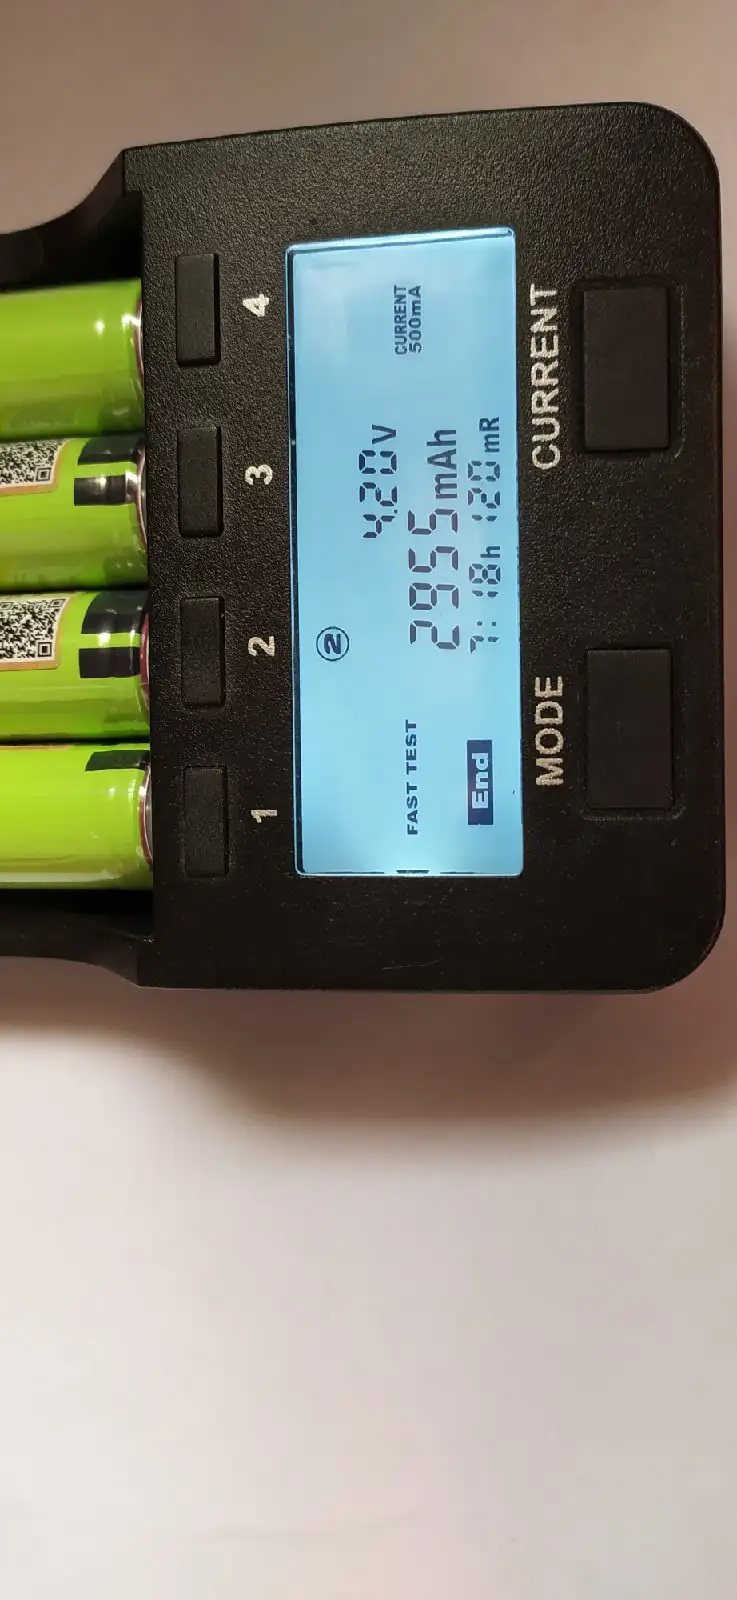 4 3 2 1
②
4.20V
CURRENT
500mA
FAST TEST 2955mAh
End 7:18h 120mR
MODE CURRENT